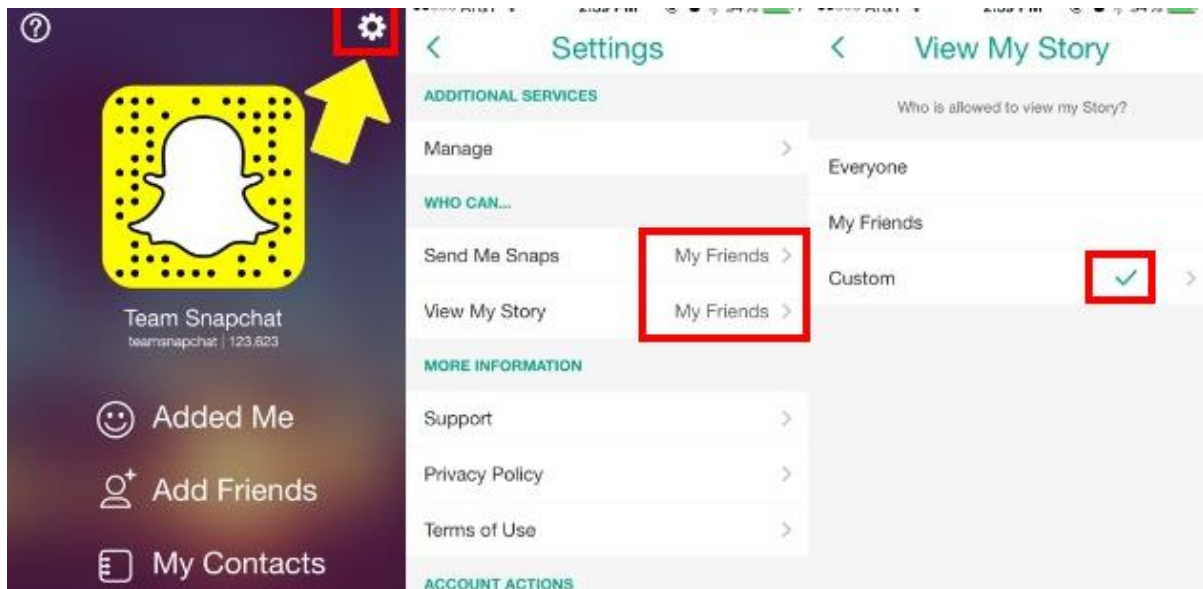 ?
Team Snapchat
teamsnapchat | 123,623
Added Me
Add Friends
My Contacts
Settings
ADDITIONAL SERVICES
Manage
WHO CAN...
Send Me Snaps My Friends
View My Story My Friends
MORE INFORMATION
Support
Privacy Policy
Terms of Use
ACCOUNT ACTIONS
View My Story
Who is allowed to view my Story?
Everyone
My Friends
Custom